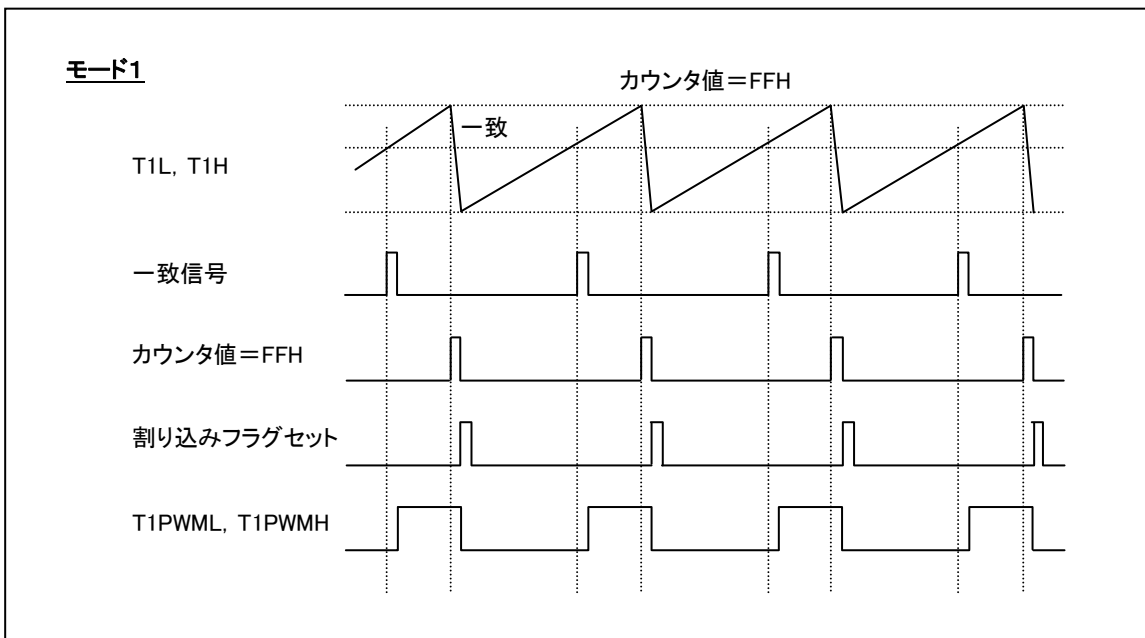 モード1
カウンタ値＝FFH
一致
T1L, T1H
一致信号
カウンタ値＝FFH
割り込みフラグセット
T1PWML, T1PWMH